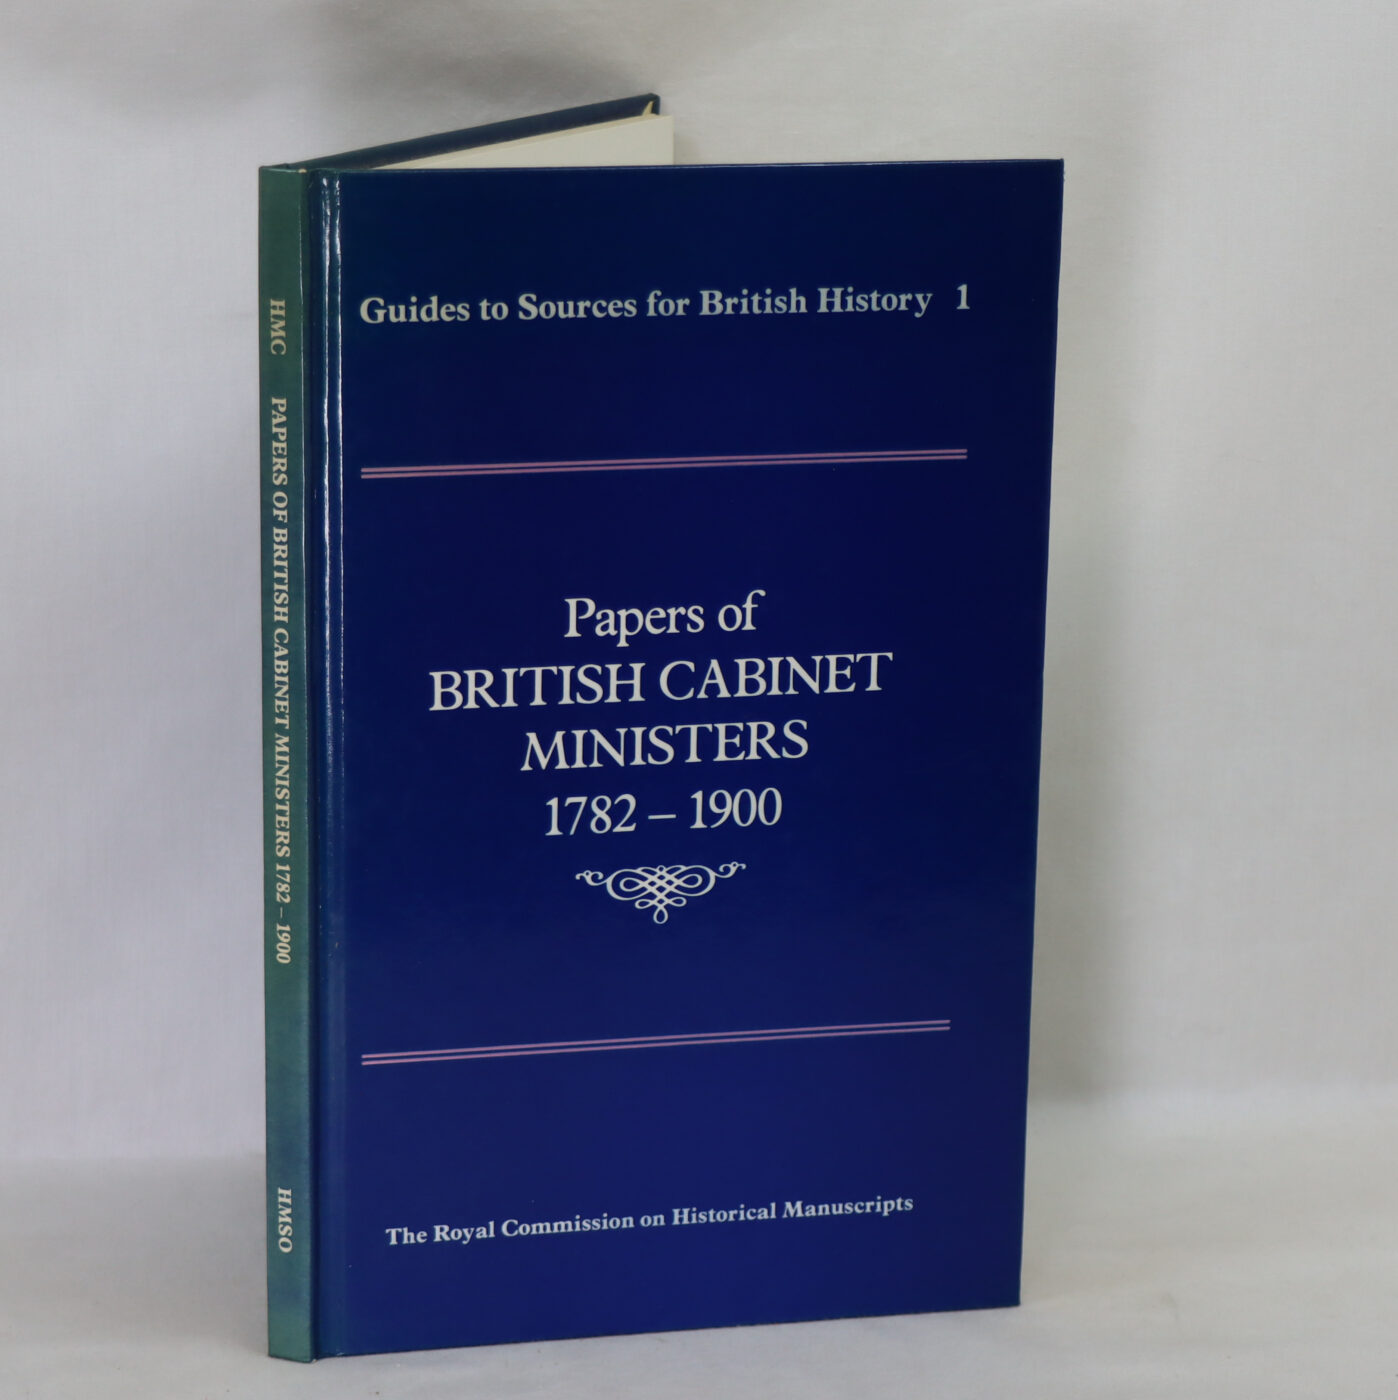 Guides to Sources for British History 1
Papers of
BRITISH CABINET
MINISTERS
1782 – 1900
The Royal Commission on Historical Manuscripts
HMC PAPERS OF BRITISH CABINET MINISTERS 1782 – 1900 HMSO